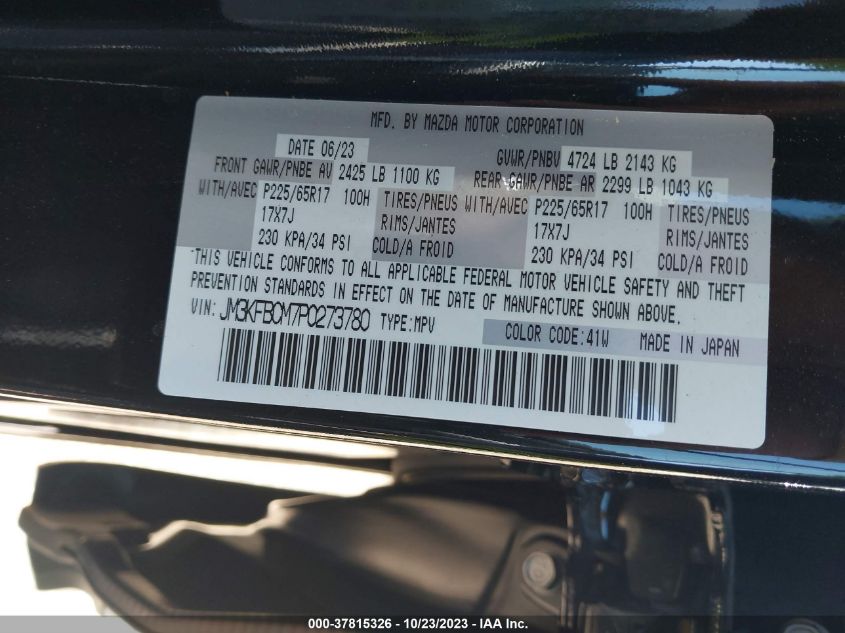 MFD. BY MAZDA MOTOR CORPORATION
DATE 06/23 GVWR/PNBV 4724 LB 2143 KG
FRONT GAWR/PNBE AV 2425 LB 1100 KG REAR GAWR/PNBE AR 2299 LB 1043 KG
WITH/AVEC P225/65R17 100H TIRES/PNEUS WITH/AVEC P225/65R17 100H TIRES/PNEUS
17X7J RIMS/JANTES 17X7J RIMS/JANTES
230 KPA/34 PSI COLD/A FROID 230 KPA/34 PSI COLD/A FROID
THIS VEHICLE CONFORMS TO ALL APPLICABLE FEDERAL MOTOR VEHICLE SAFETY AND THEFT
PREVENTION STANDARDS IN EFFECT ON THE DATE OF MANUFACTURE SHOWN ABOVE.
VIN: JM3KFBCM7P0273780 TYPE:MPV COLOR CODE:41W MADE IN JAPAN
000-37815326 - 10/23/2023 - IAA Inc.